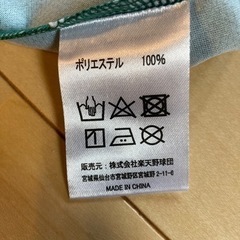 ポリエステル 100%
販売元：株式会社楽天野球団
宮城県仙台市宮城野区宮城野 2-11-6
MADE IN CHINA